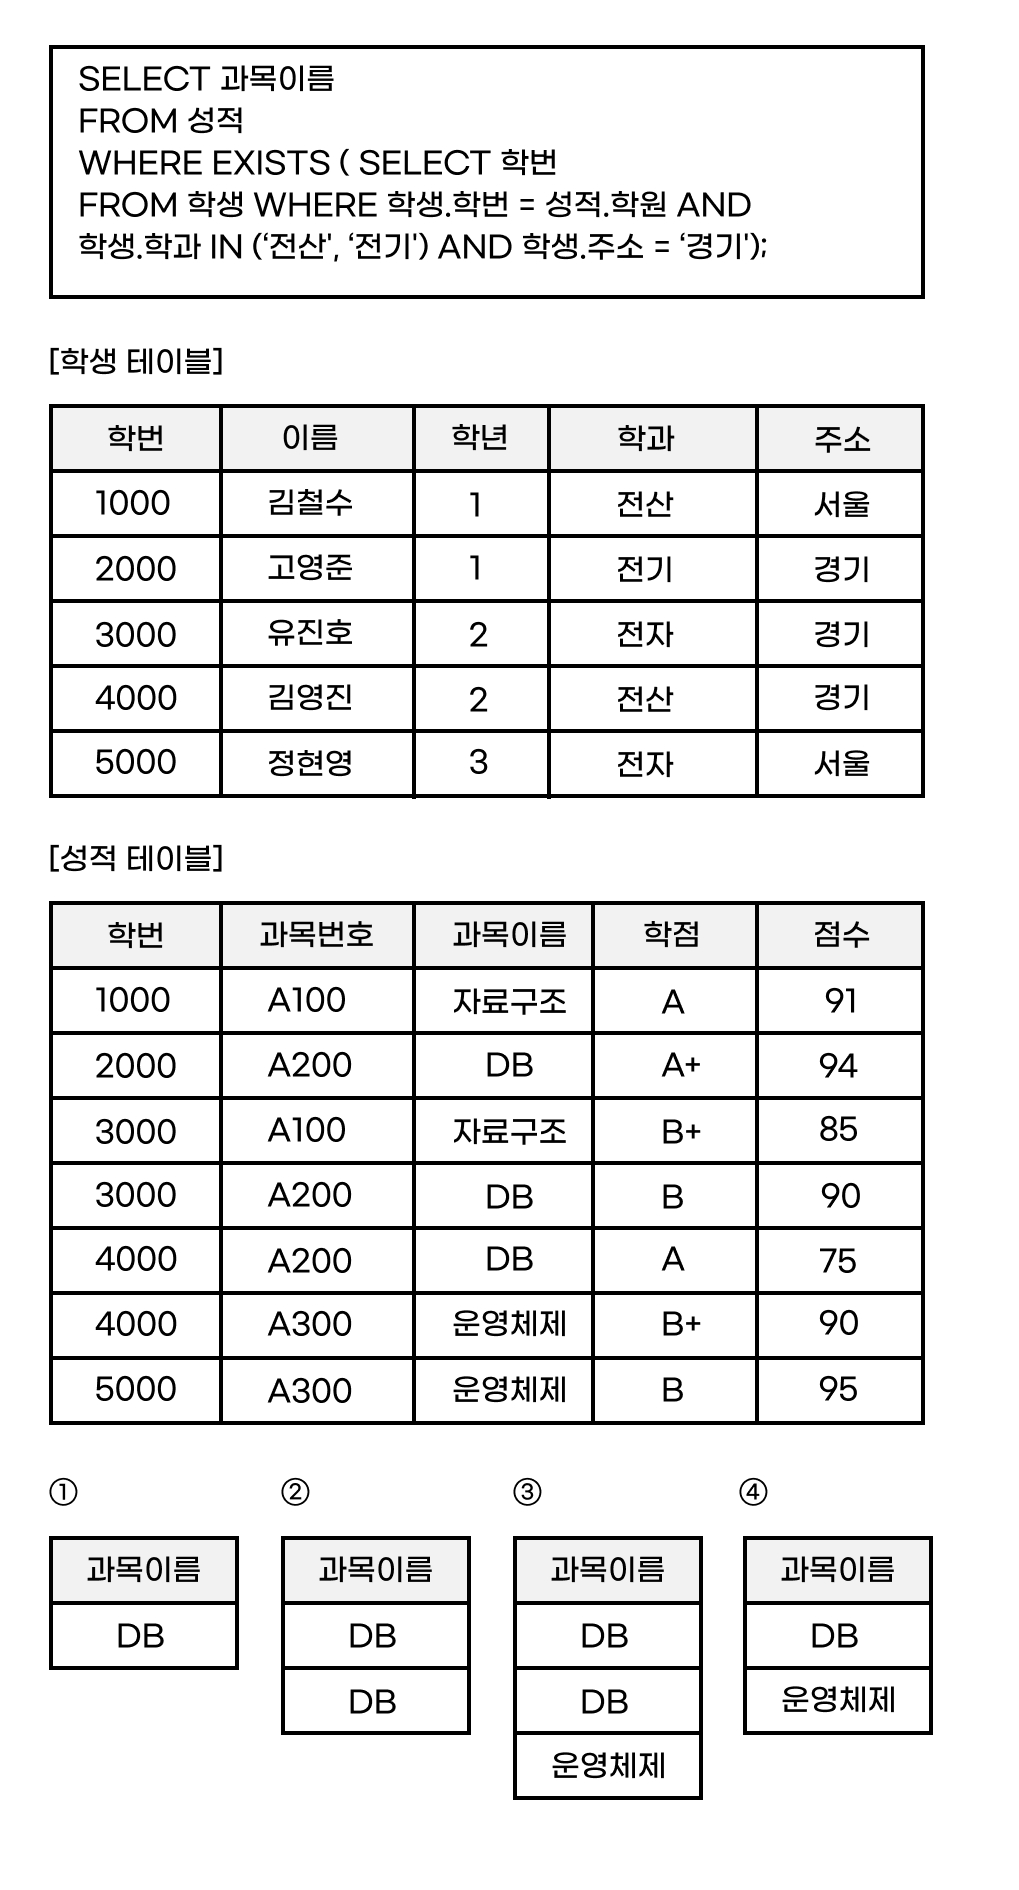 SELECT 과목이름
FROM 성적
WHERE EXISTS ( SELECT 학번
FROM 학생 WHERE 학생.학번 = 성적.학원 AND
학생.학과 IN (‘전산', ‘전기') AND 학생.주소 = ‘경기');
[학생 테이블]
학번 이름 학년 학과 주소
1000 김철수 1 전산 서울
2000 고영준 1 전기 경기
3000 유진호 2 전자 경기
4000 김영진 2 전산 경기
5000 정현영 3 전자 서울
[성적 테이블]
학번 과목번호 과목이름 학점 점수
1000 A100 자료구조 A 91
2000 A200 DB A+ 94
3000 A100 자료구조 B+ 85
3000 A200 DB B 90
4000 A200 DB A 75
4000 A300 운영체제 B+ 90
5000 A300 운영체제 B 95
① ② ③ ④
과목이름 과목이름 과목이름 과목이름
DB DB DB DB
DB DB 운영체제
운영체제